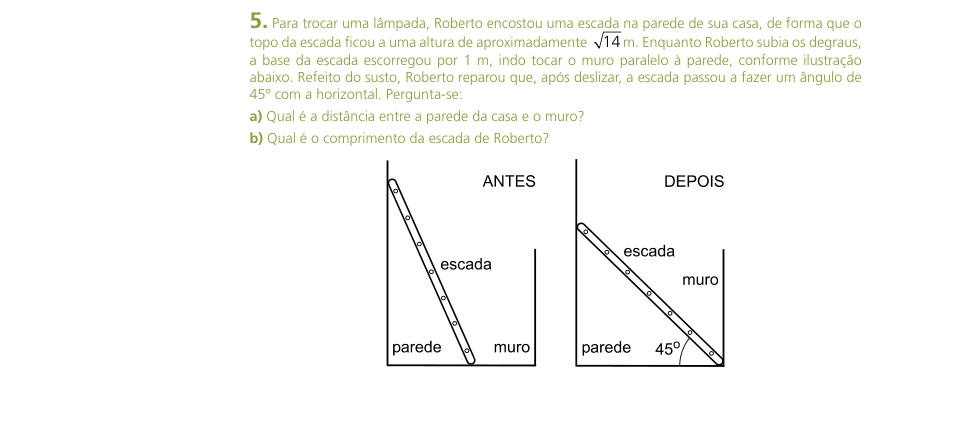 5. Para trocar uma lâmpada, Roberto encostou uma escada na parede de sua casa, de forma que o
topo da escada ficou a uma altura de aproximadamente √14 m. Enquanto Roberto subia os degraus,
a base da escada escorregou por 1 m, indo tocar o muro paralelo à parede, conforme ilustração
abaixo. Refeito do susto, Roberto reparou que, após deslizar, a escada passou a fazer um ângulo de
45º com a horizontal. Pergunta-se:
a) Qual é a distância entre a parede da casa e o muro?
b) Qual é o comprimento da escada de Roberto?
ANTES
escada
parede
muro
DEPOIS
escada
muro
parede
45º